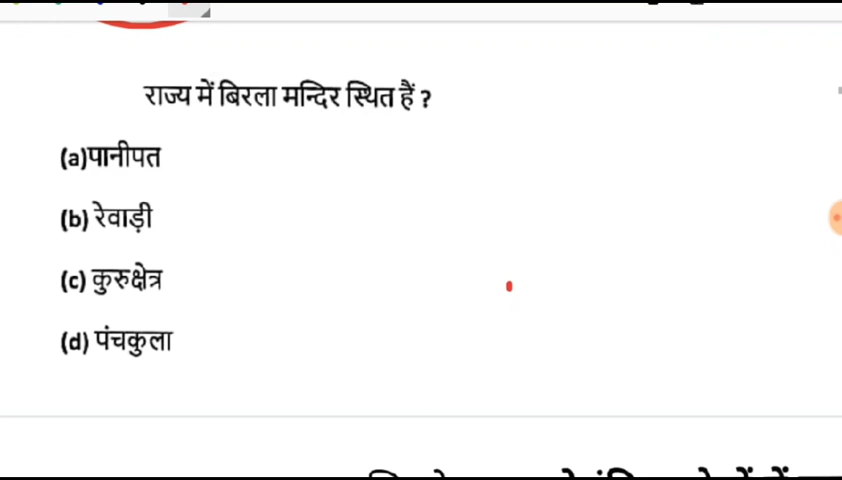 राज्य में बिरला मन्दिर स्थित हैं ?
(a)पानीपत
(b) रेवाड़ी
(c) कुरुक्षेत्र
(d) पंचकुला